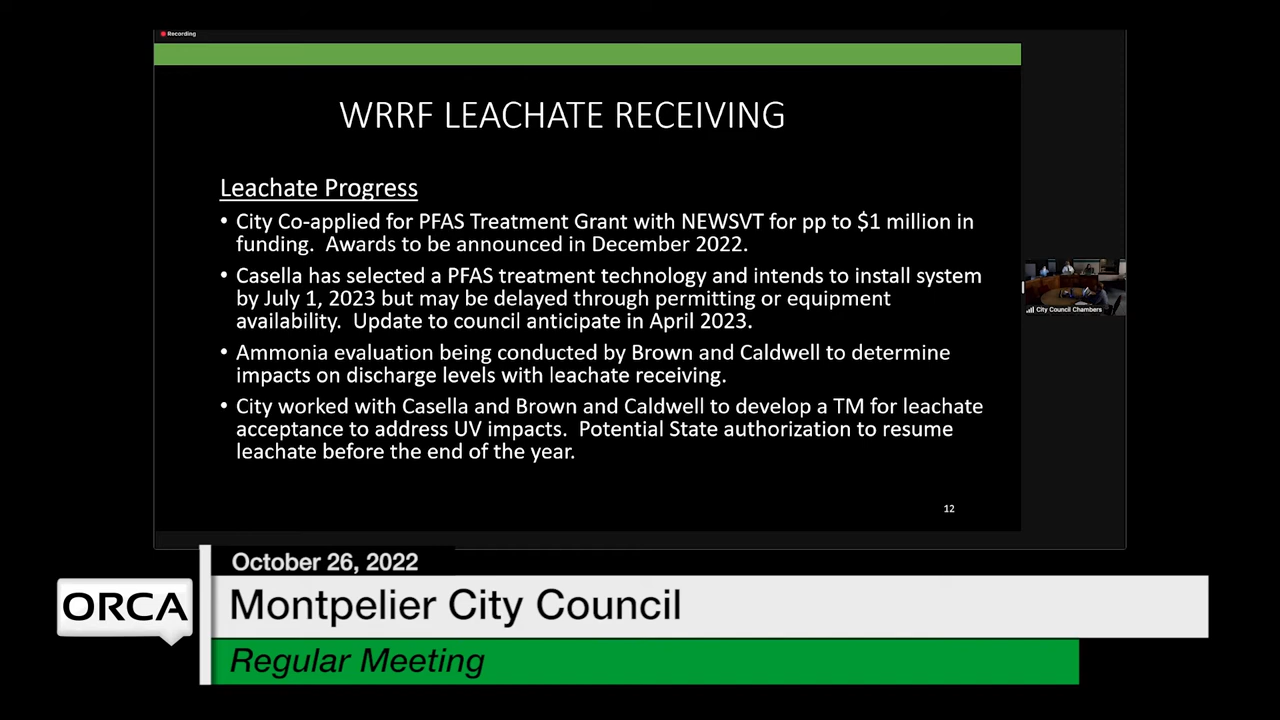 Recording
WRRF LEACHATE RECEIVING
Leachate Progress
• City Co-applied for PFAS Treatment Grant with NEWSVT for pp to $1 million in
funding. Awards to be announced in December 2022.
• Casella has selected a PFAS treatment technology and intends to install system
by July 1, 2023 but may be delayed through permitting or equipment
availability. Update to council anticipate in April 2023.
• Ammonia evaluation being conducted by Brown and Caldwell to determine
impacts on discharge levels with leachate receiving.
• City worked with Casella and Brown and Caldwell to develop a TM for leachate
acceptance to address UV impacts. Potential State authorization to resume
leachate before the end of the year.
12
City Council Chambers
October 26, 2022
ORCA
Montpelier City Council
Regular Meeting